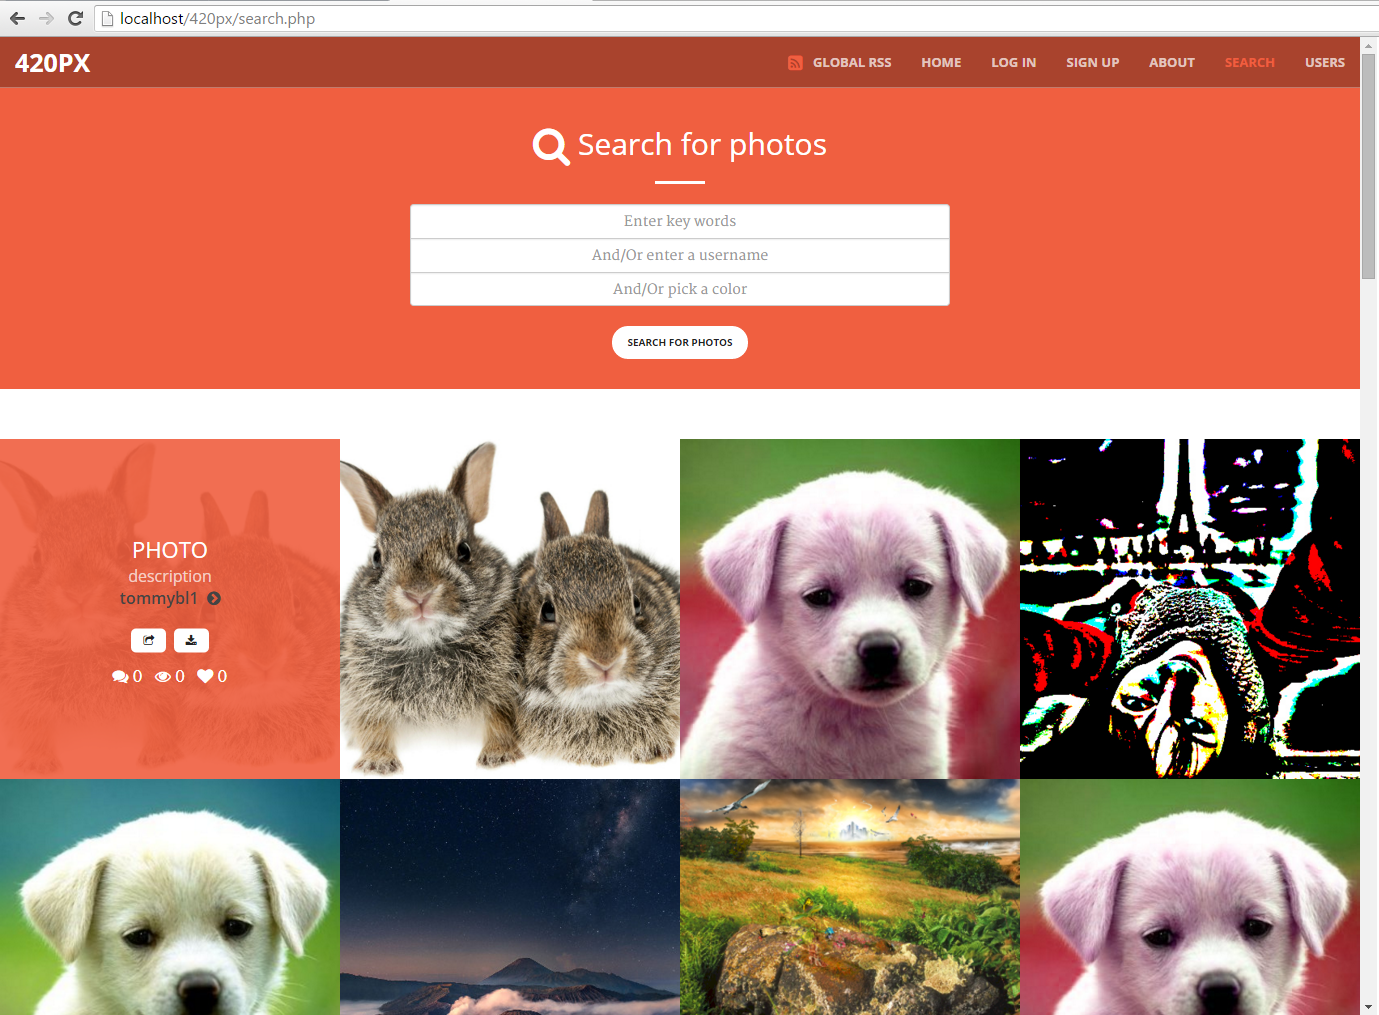 localhost/420px/search.php
420PX
GLOBAL RSS HOME LOG IN SIGN UP ABOUT SEARCH USERS
Search for photos
Enter key words
And/Or enter a username
And/Or pick a color
SEARCH FOR PHOTOS
PHOTO
description
tommybl1
0 0 0